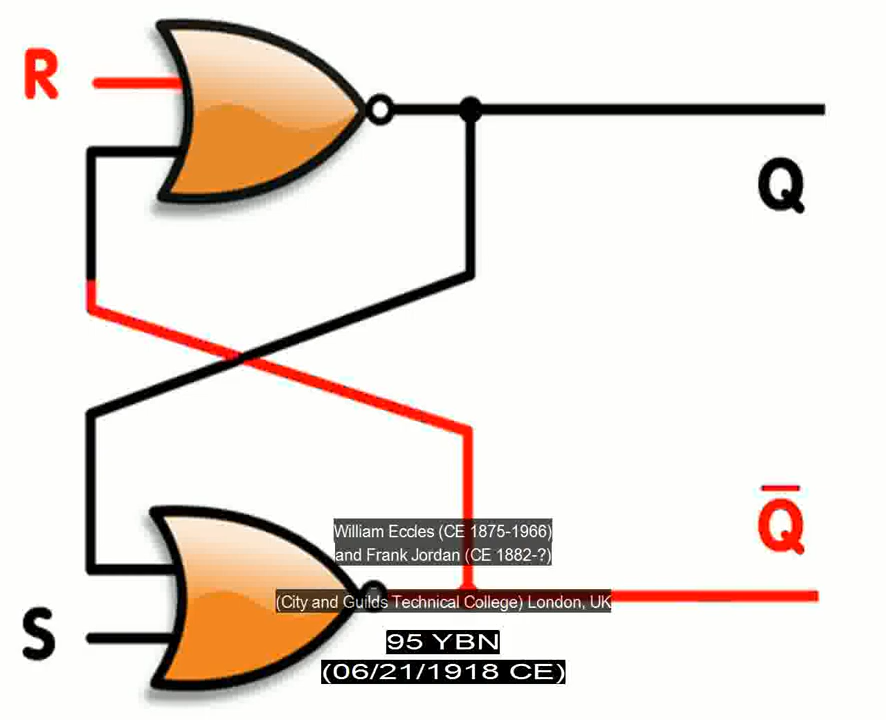 R
Q
Q̅
William Eccles (CE 1875-1966)
and Frank Jordan (CE 1882-?)
(City and Guilds Technical College) London, UK
S
95 YBN
(06/21/1918 CE)